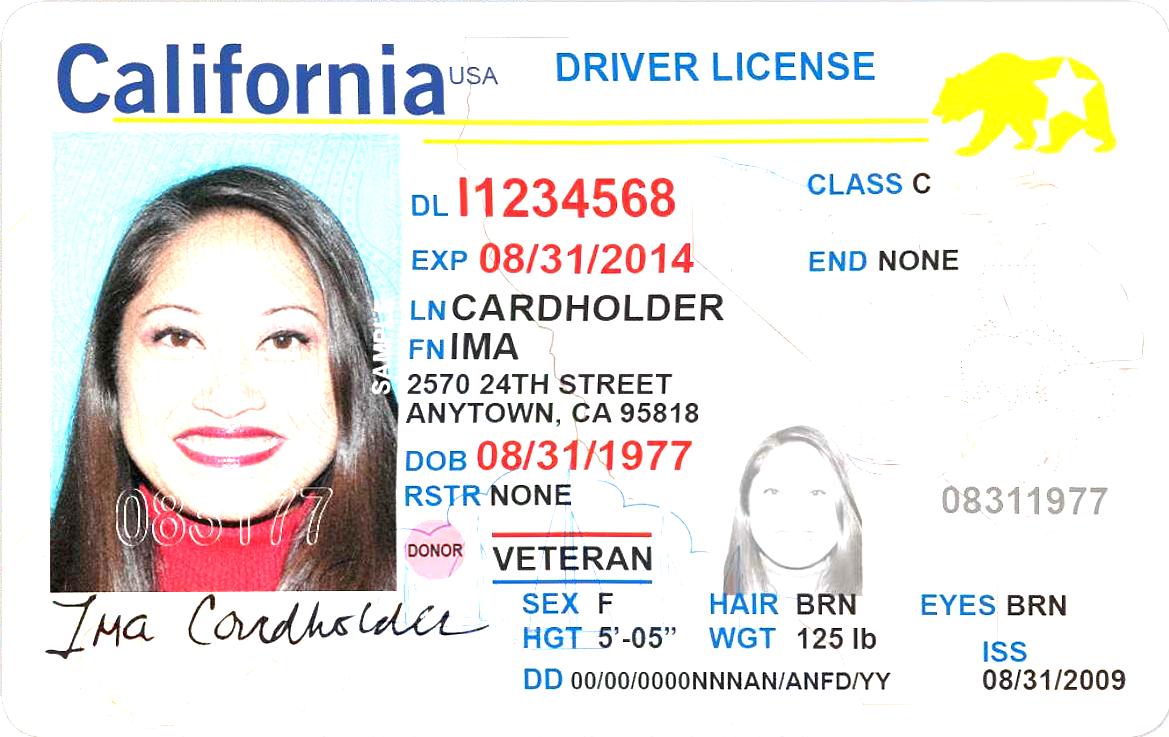 California USA DRIVER LICENSE
DL I1234568 CLASS C
EXP 08/31/2014 END NONE
LN CARDHOLDER
FN IMA
2570 24TH STREET
ANYTOWN, CA 95818
DOB 08/31/1977
RSTR NONE
SAMPLE
083177
08311977
DONOR
VETERAN
Ima Cardholder
SEX F HAIR BRN EYES BRN
HGT 5'-05" WGT 125 lb
ISS
DD 00/00/0000NNNAN/ANFD/YY 08/31/2009